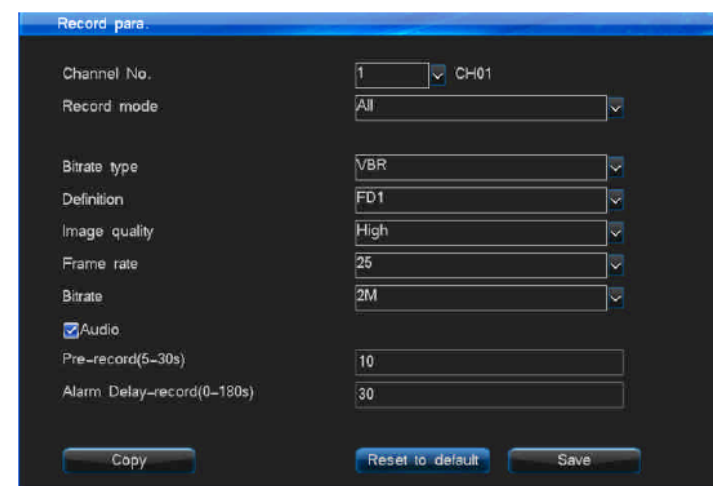 Record para.
Channel No. 1 CH01
Record mode All
Bitrate type VBR
Definition FD1
Image quality High
Frame rate 25
Bitrate 2M
Audio
Pre-record(5-30s) 10
Alarm Delay-record(0-180s) 30
Copy Reset to default Save